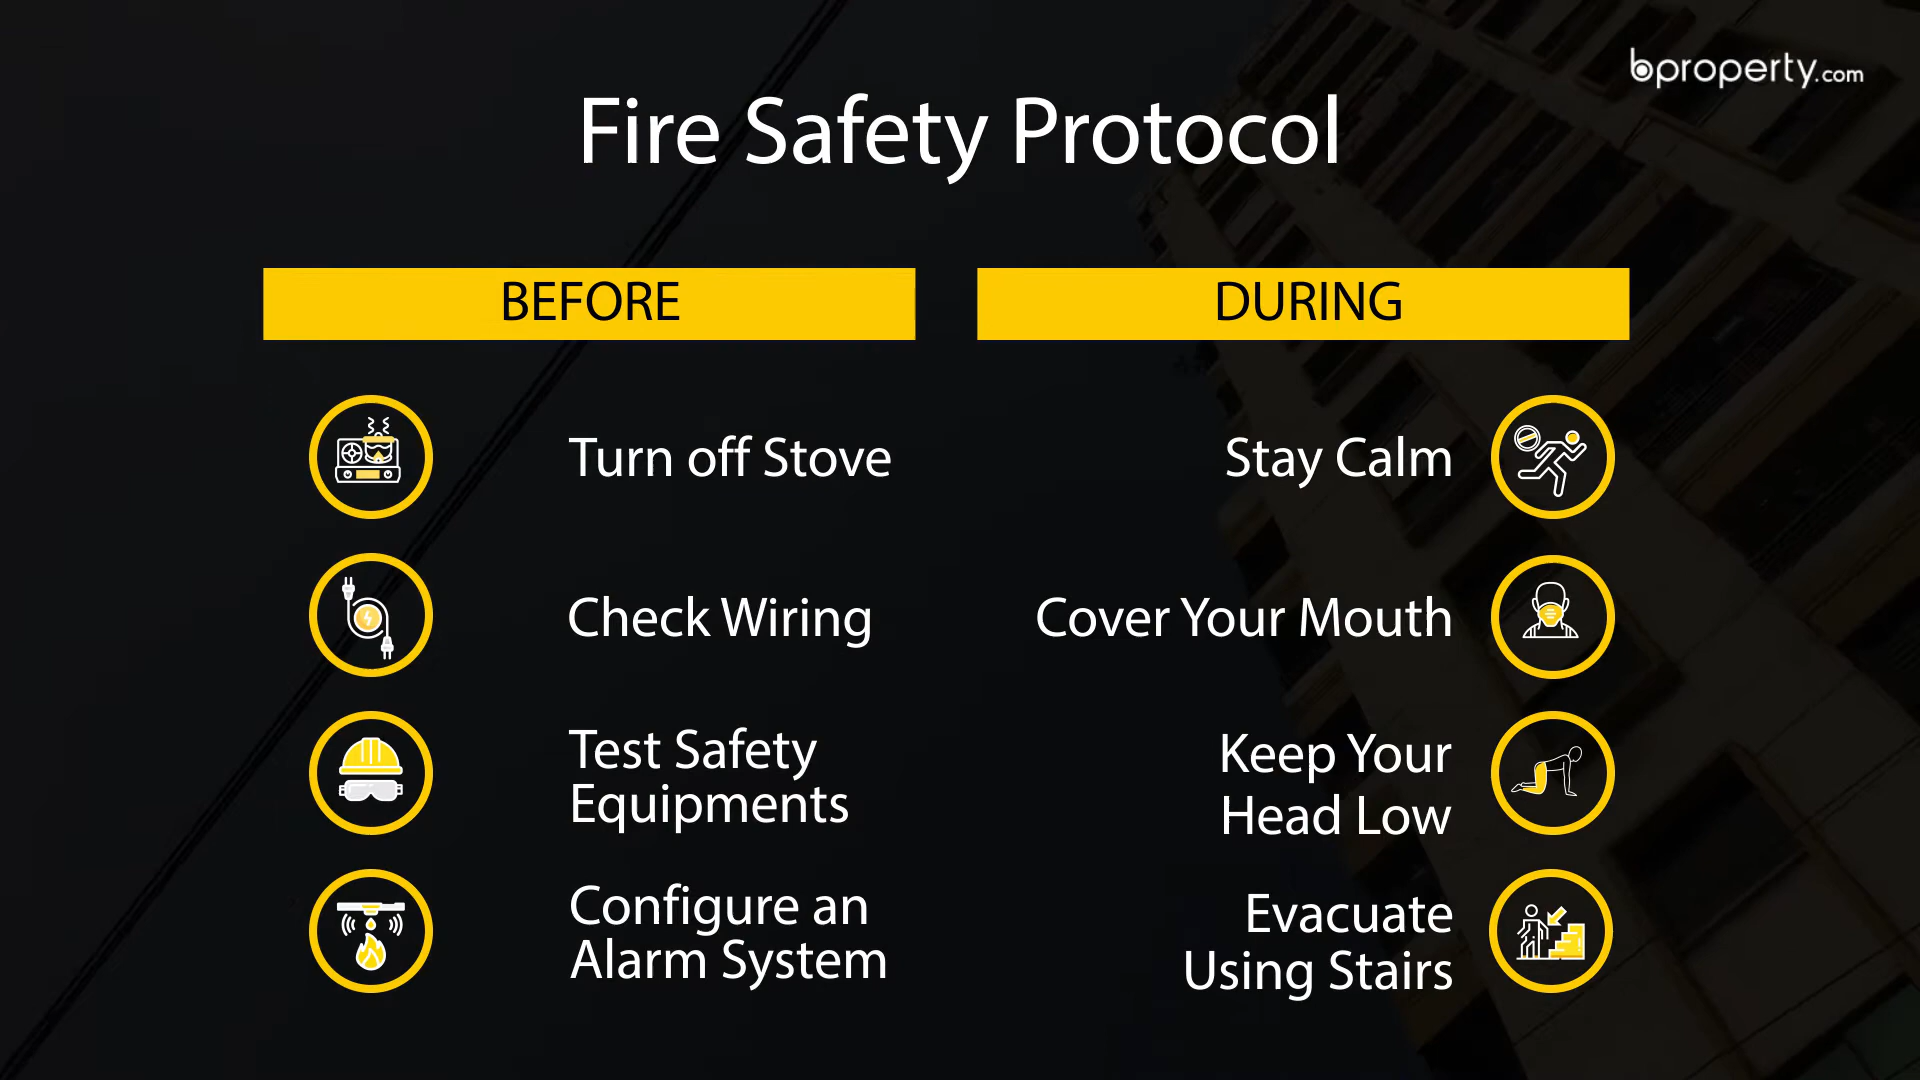 bproperty.com
Fire Safety Protocol
BEFORE
Turn off Stove
Check Wiring
Test Safety
Equipments
Configure an
Alarm System
DURING
Stay Calm
Cover Your Mouth
Keep Your
Head Low
Evacuate
Using Stairs